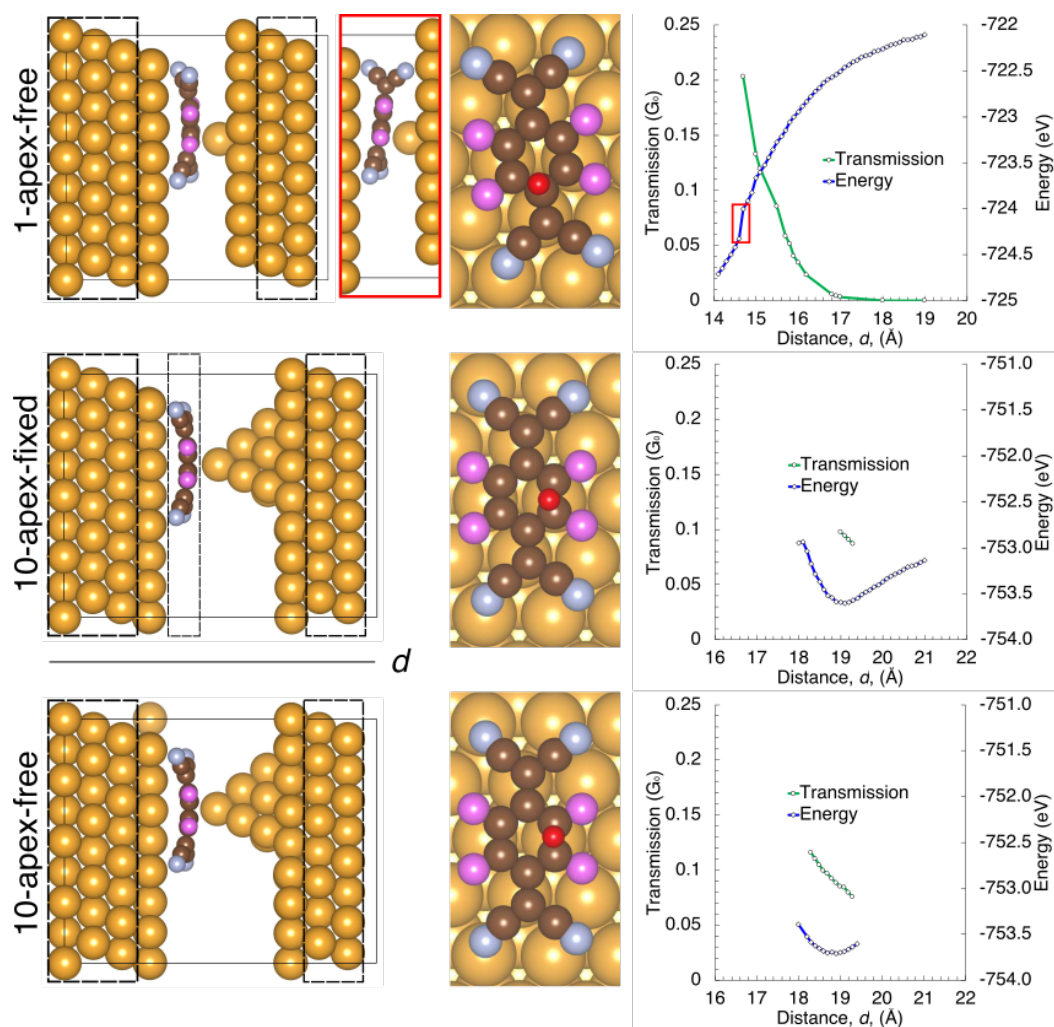 1-apex-free
0.25
0.2
0.15
0.1
0.05
0
Transmission (G₀)
Transmission
Energy
-722
-722.5
-723
-723.5
-724
-724.5
-725
Energy (eV)
14 15 16 17 18 19 20
Distance, d, (Å)
10-apex-fixed
0.25
0.2
0.15
0.1
0.05
0
Transmission (G₀)
Transmission
Energy
-751.0
-751.5
-752.0
-752.5
-753.0
-753.5
-754.0
Energy (eV)
16 17 18 19 20 21 22
Distance, d, (Å)
d
10-apex-free
0.25
0.2
0.15
0.1
0.05
0
Transmission (G₀)
Transmission
Energy
-751.0
-751.5
-752.0
-752.5
-753.0
-753.5
-754.0
Energy (eV)
16 17 18 19 20 21 22
Distance, d, (Å)